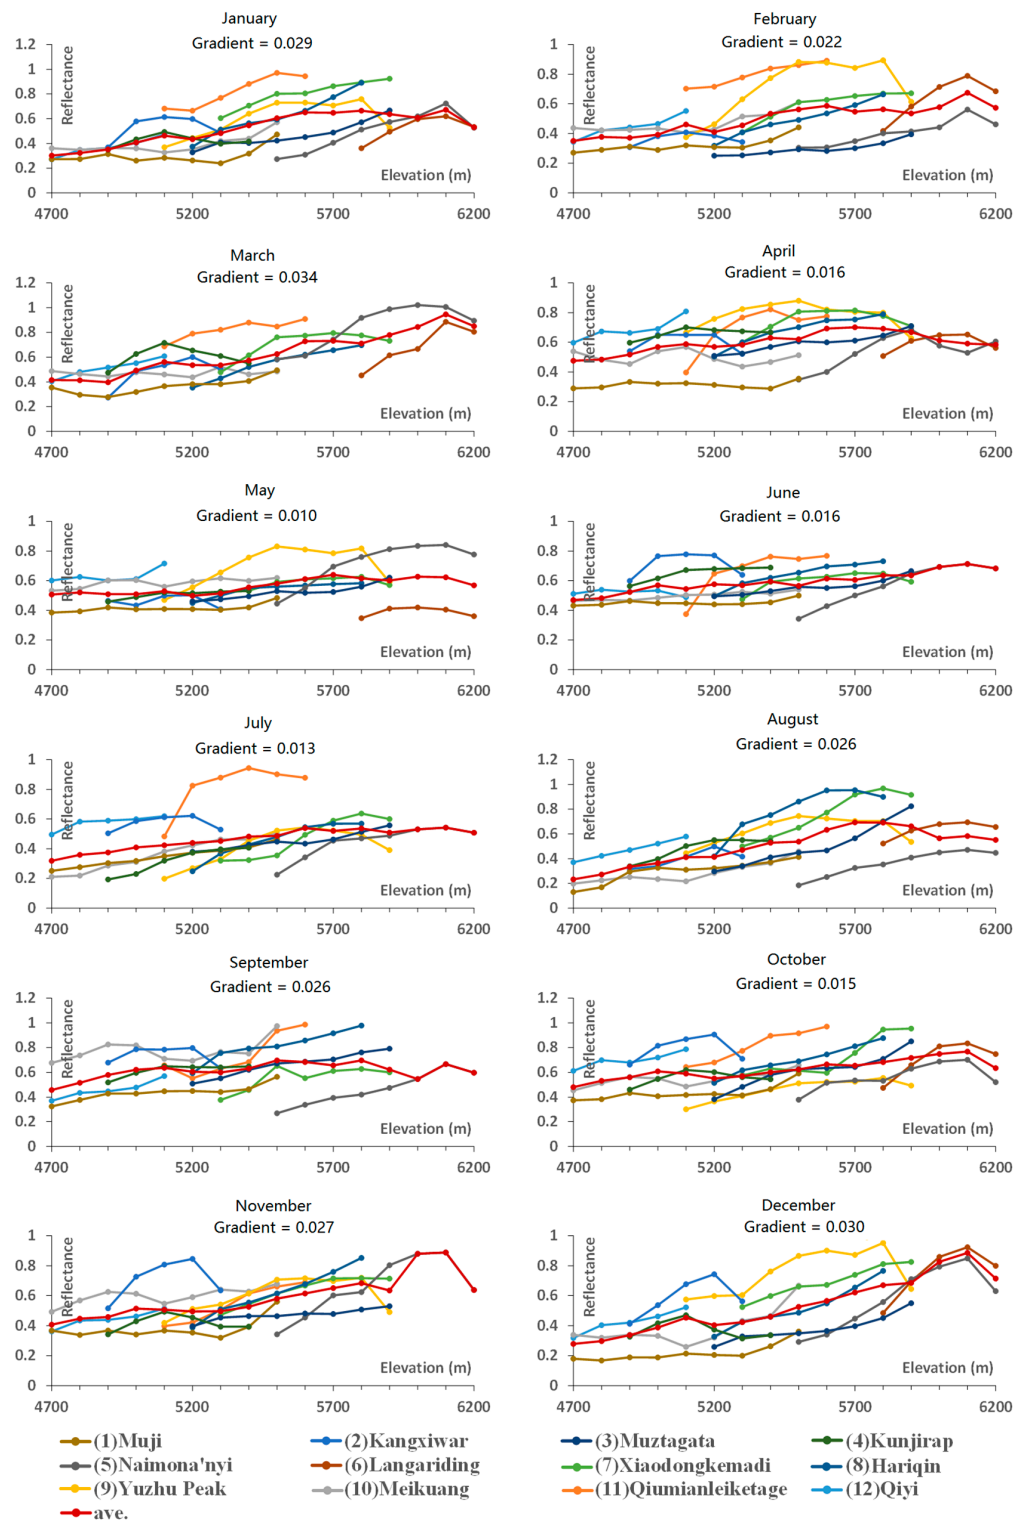 January
Gradient = 0.029
1.2
1
0.8
0.6
0.4
0.2
0
Reflectance
Elevation (m)
4700 5200 5700 6200
February
Gradient = 0.022
1
0.8
0.6
0.4
0.2
0
Reflectance
Elevation (m)
4700 5200 5700 6200
March
Gradient = 0.034
1.2
1
0.8
0.6
0.4
0.2
0
Reflectance
Elevation (m)
4700 5200 5700 6200
April
Gradient = 0.016
1
0.8
0.6
0.4
0.2
0
Reflectance
Elevation (m)
4700 5200 5700 6200
May
Gradient = 0.010
1
0.8
0.6
0.4
0.2
0
Reflectance
Elevation (m)
4700 5200 5700 6200
June
Gradient = 0.016
1
0.8
0.6
0.4
0.2
0
Reflectance
Elevation (m)
4700 5200 5700 6200
July
Gradient = 0.013
1
0.8
0.6
0.4
0.2
0
Reflectance
Elevation (m)
4700 5200 5700 6200
August
Gradient = 0.026
1.2
1
0.8
0.6
0.4
0.2
0
Reflectance
Elevation (m)
4700 5200 5700 6200
September
Gradient = 0.026
1.2
1
0.8
0.6
0.4
0.2
0
Reflectance
Elevation (m)
4700 5200 5700 6200
October
Gradient = 0.015
1.2
1
0.8
0.6
0.4
0.2
0
Reflectance
Elevation (m)
4700 5200 5700 6200
November
Gradient = 0.027
1
0.8
0.6
0.4
0.2
0
Reflectance
Elevation (m)
4700 5200 5700 6200
December
Gradient = 0.030
1
0.8
0.6
0.4
0.2
0
Reflectance
Elevation (m)
4700 5200 5700 6200
(1)Muji (2)Kangxiwar (3)Muztagata (4)Kunjirap
(5)Naimona'nyi (6)Langariding (7)Xiaodongkemadi (8)Hariqin
(9)Yuzhu Peak (10)Meikuang (11)Qiumianleiketage (12)Qiyi
ave.